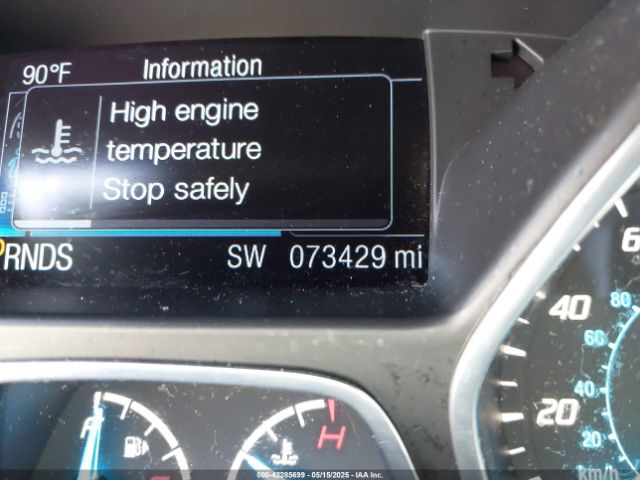 90°F Information
High engine
temperature
Stop safely
PRNDS SW 073429 mi
6
40
20
80
60
40
20
km/h
H
000-42285699 - 05/15/2025 - IAA Inc.